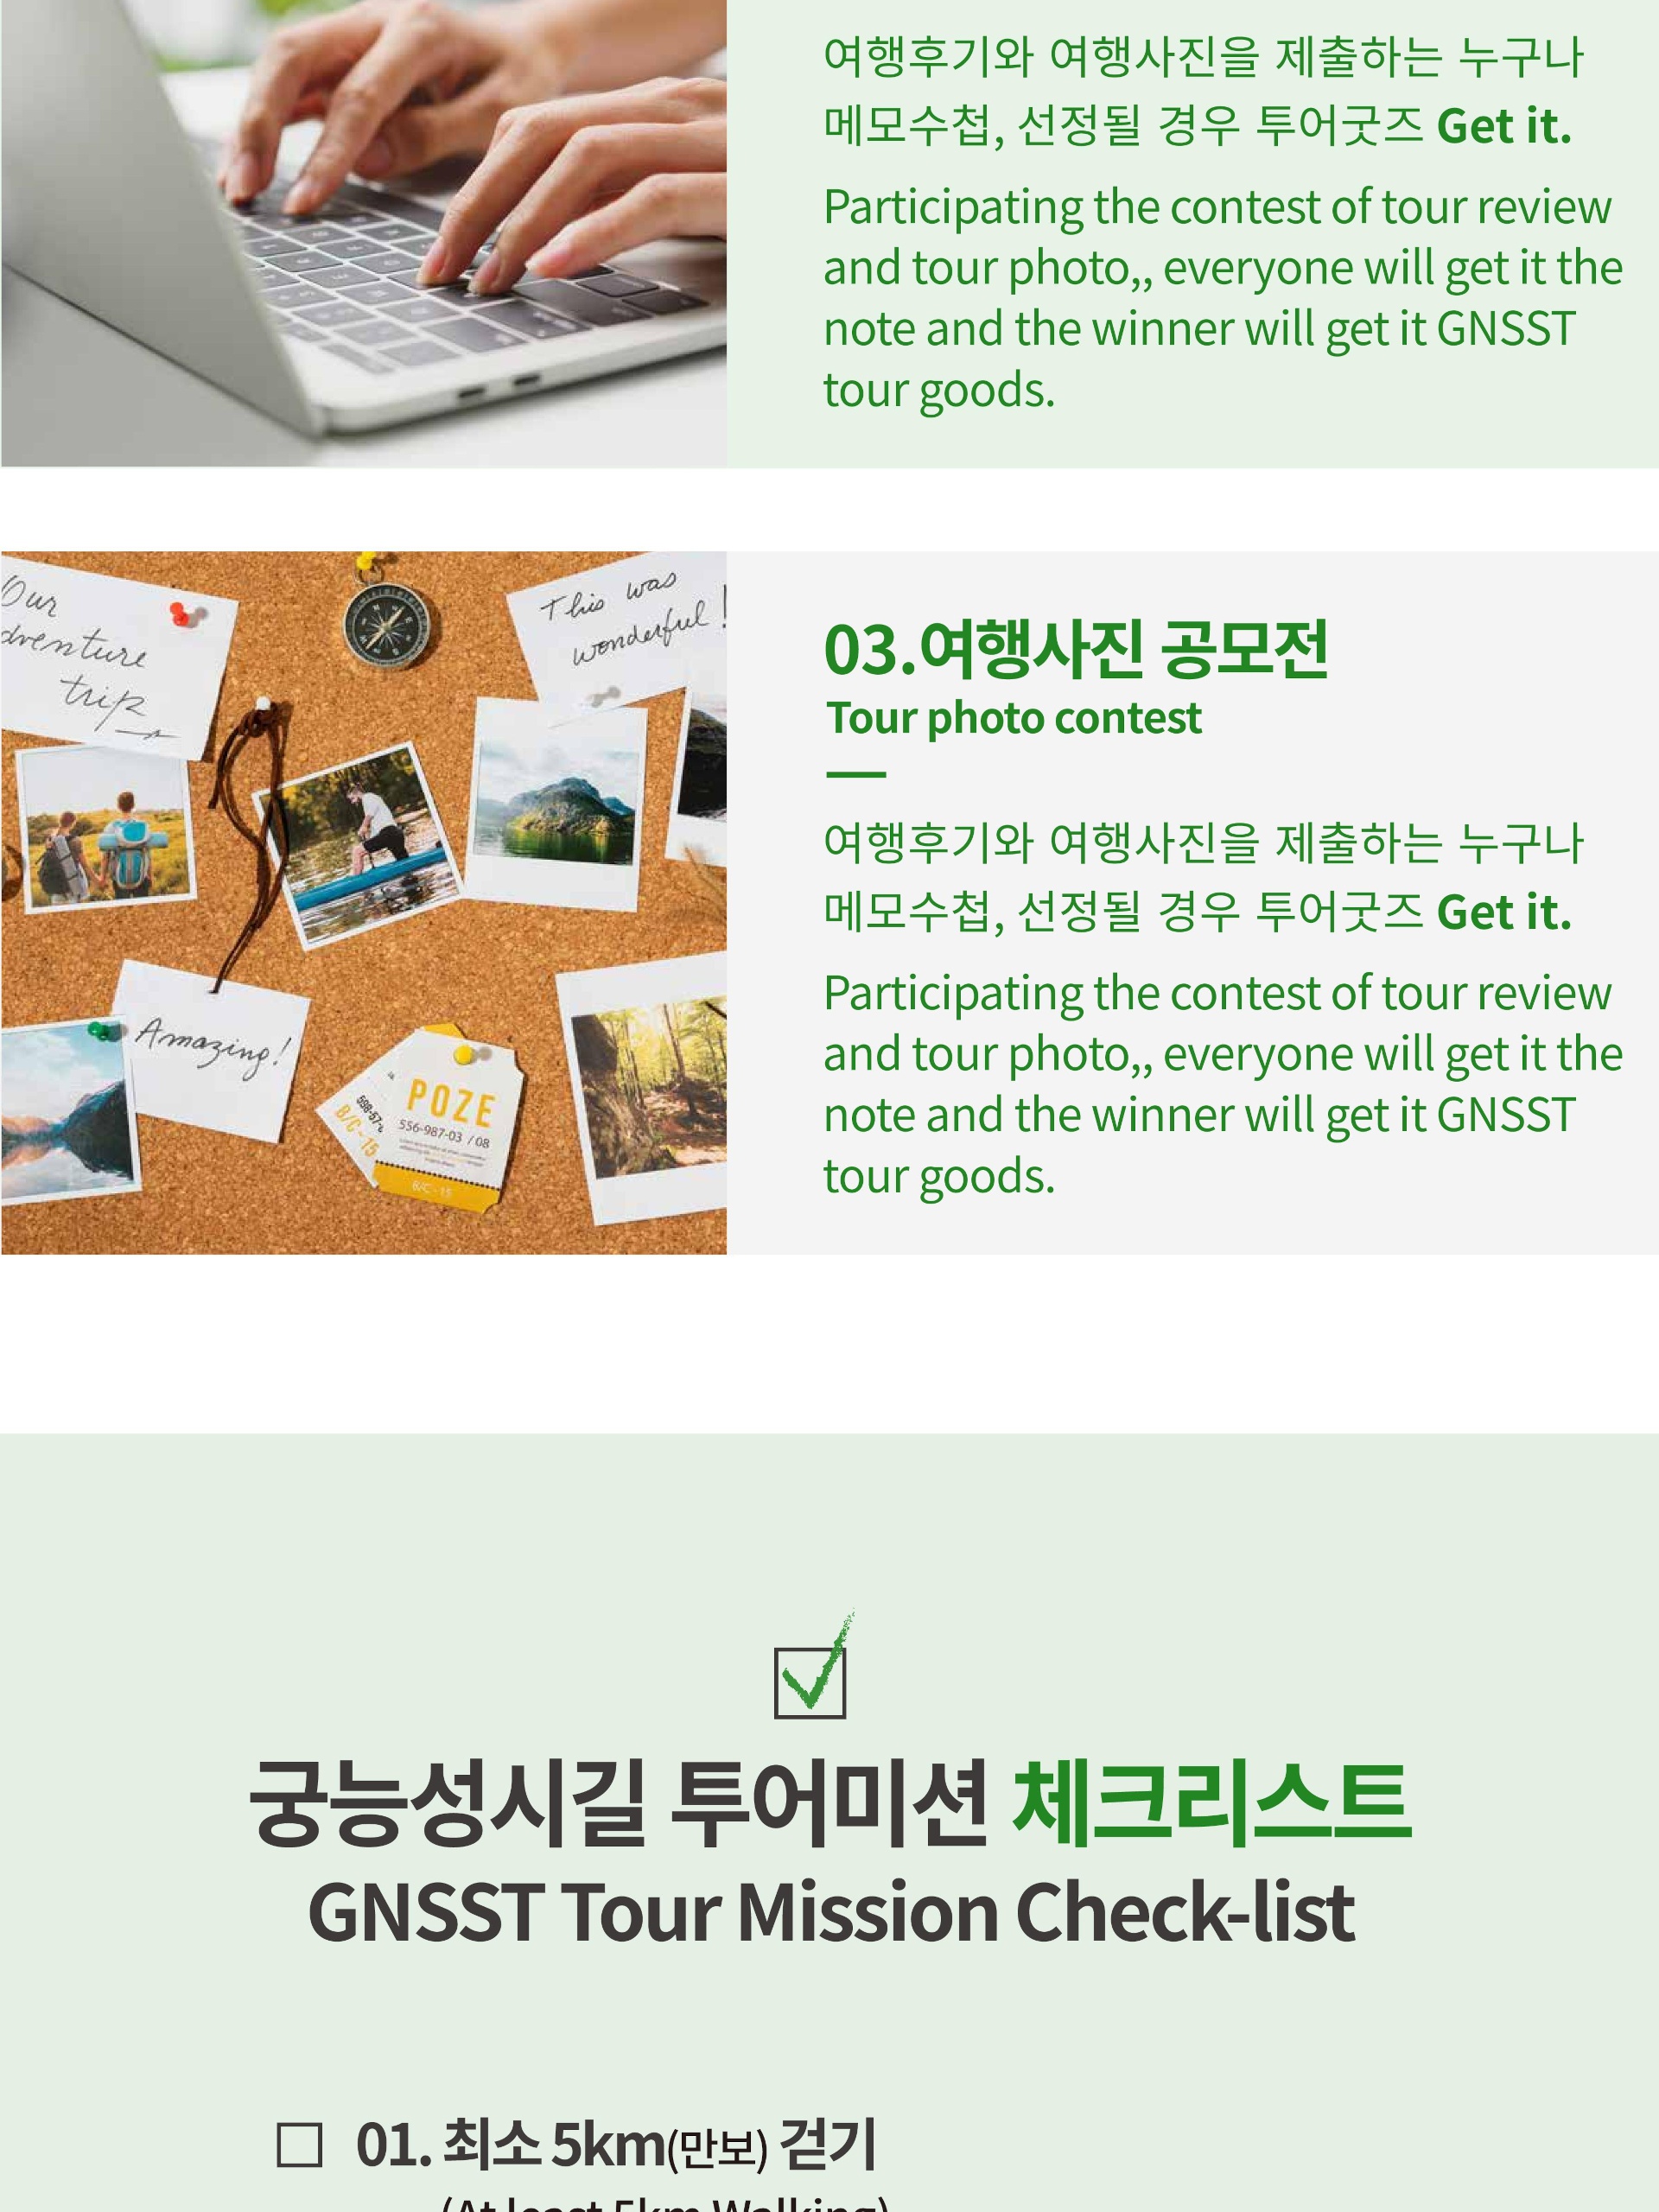 여행후기와 여행사진을 제출하는 누구나
메모수첩, 선정될 경우 투어굿즈 Get it.
Participating the contest of tour review
and tour photo,, everyone will get it the
note and the winner will get it GNSST
tour goods.
Our
dventure
trip
This was
wonderful!
Amazing!
POZE
556-987-03 / 08
B/C-15
598-57-
B/C-15
03.여행사진 공모전
Tour photo contest
여행후기와 여행사진을 제출하는 누구나
메모수첩, 선정될 경우 투어굿즈 Get it.
Participating the contest of tour review
and tour photo,, everyone will get it the
note and the winner will get it GNSST
tour goods.
궁능성시길 투어미션 체크리스트
GNSST Tour Mission Check-list
01. 최소 5km(만보) 걷기
(At least 5km Walking)